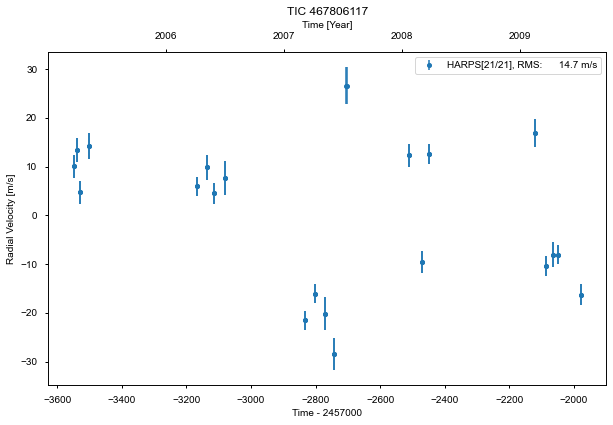 TIC 467806117
Time [Year]
2006 2007 2008 2009
HARPS[21/21], RMS: 14.7 m/s
30
20
10
0
−10
−20
−30
Radial Velocity [m/s]
−3600 −3400 −3200 −3000 −2800 −2600 −2400 −2200 −2000
Time - 2457000